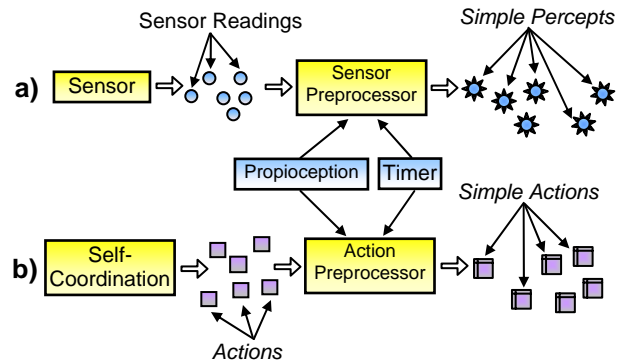 Sensor Readings
Simple Percepts
a)
Sensor
Sensor
Preprocessor
Propioception
Timer
Simple Actions
b)
Self-
Coordination
Action
Preprocessor
Actions